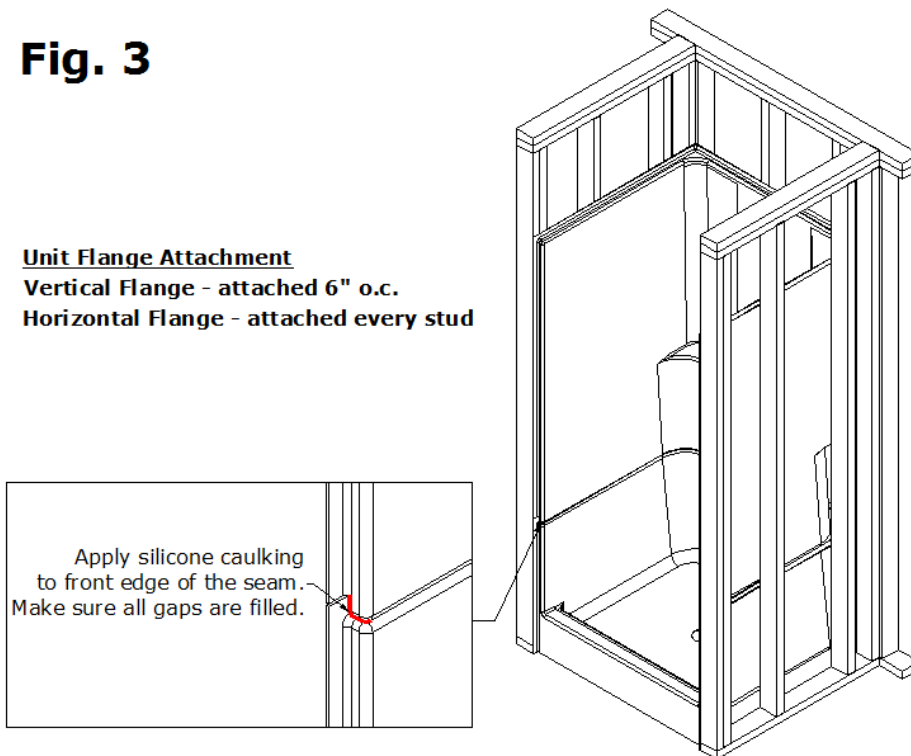 Fig. 3
Unit Flange Attachment
Vertical Flange - attached 6" o.c.
Horizontal Flange - attached every stud
Apply silicone caulking
to front edge of the seam.
Make sure all gaps are filled.